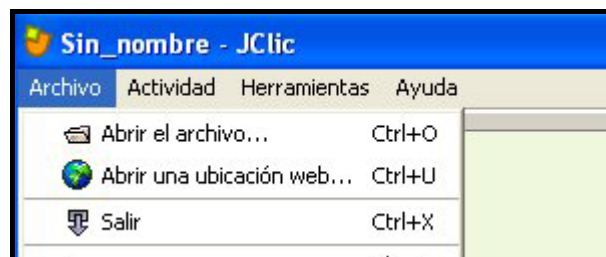 Sin_nombre - JClic
Archivo Actividad Herramientas Ayuda
Abrir el archivo... Ctrl+O
Abrir una ubicación web... Ctrl+U
Salir Ctrl+X